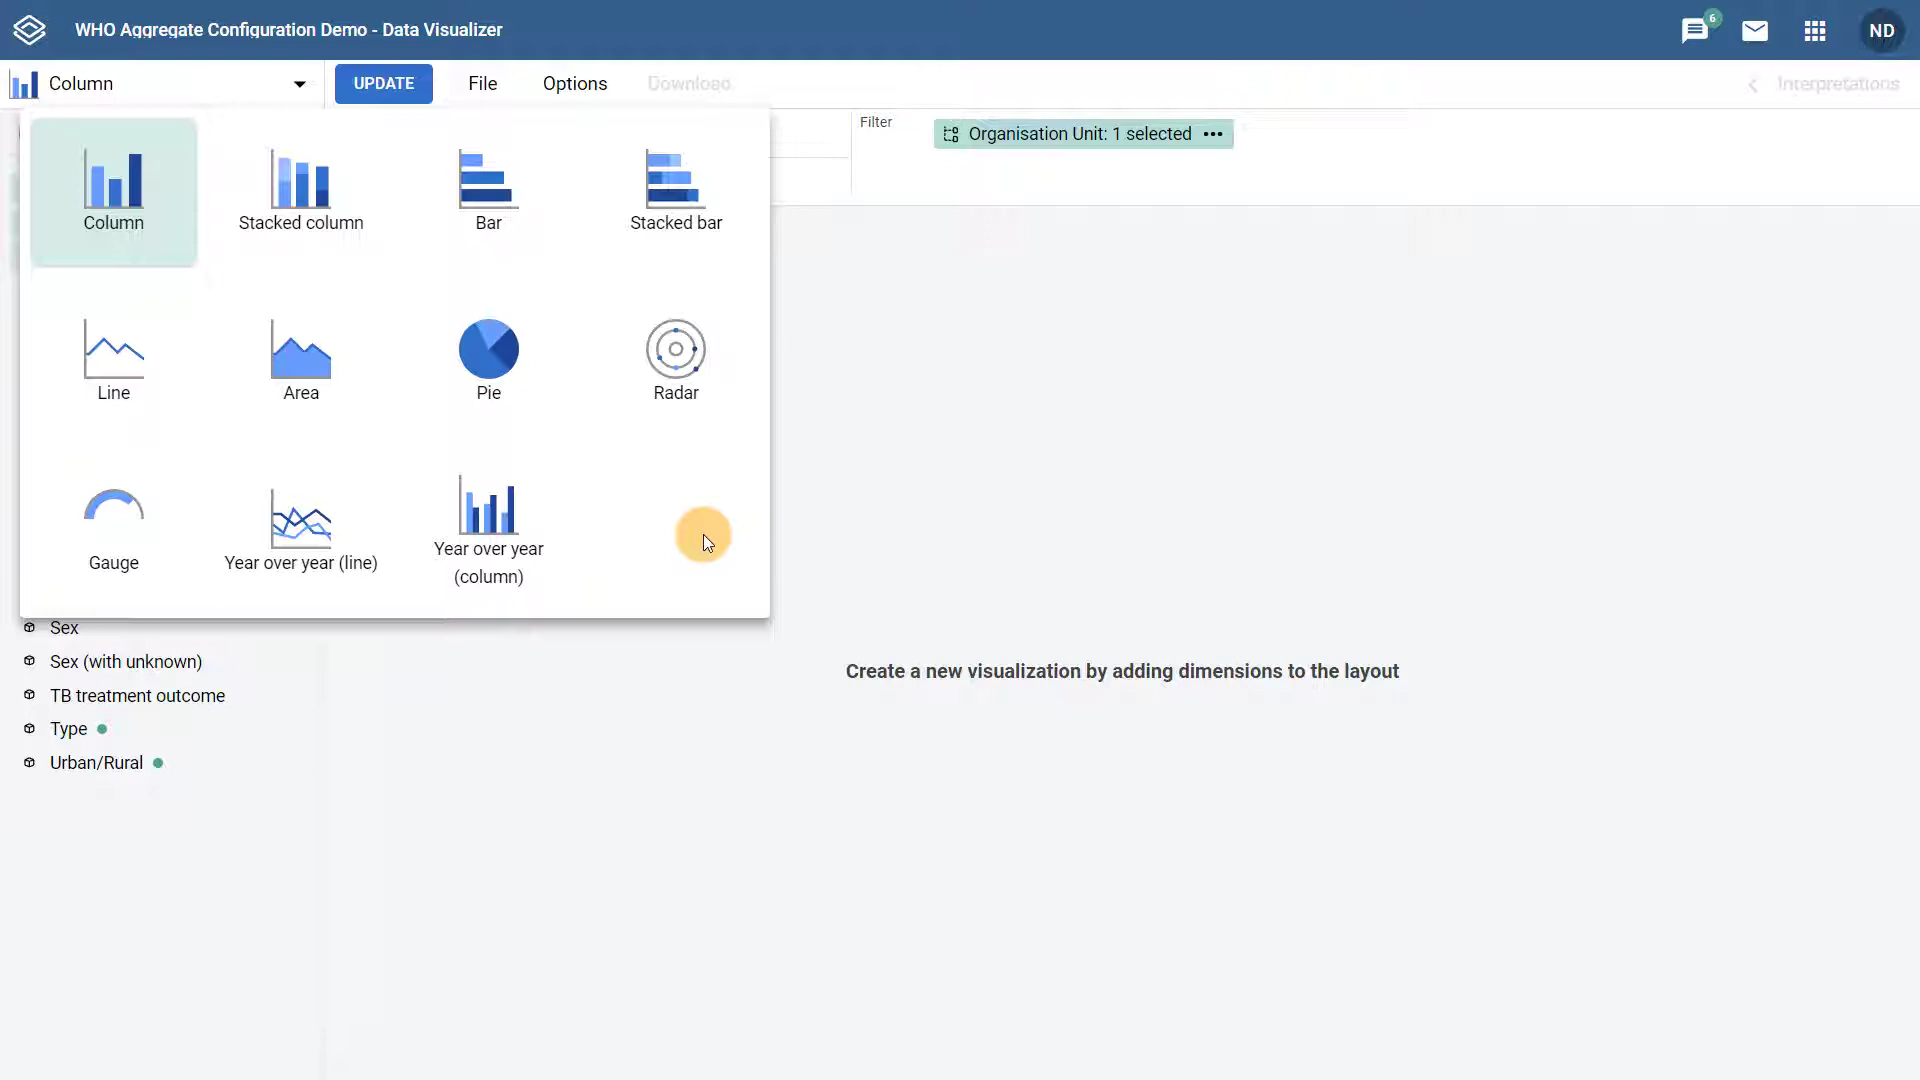 WHO Aggregate Configuration Demo - Data Visualizer
6
ND
Column
UPDATE
File
Options
Download
Interpretations
Filter
Organisation Unit: 1 selected
Column
Stacked column
Bar
Stacked bar
Line
Area
Pie
Radar
Gauge
Year over year (line)
Year over year
(column)
Sex
Sex (with unknown)
TB treatment outcome
Type
Urban/Rural
Create a new visualization by adding dimensions to the layout